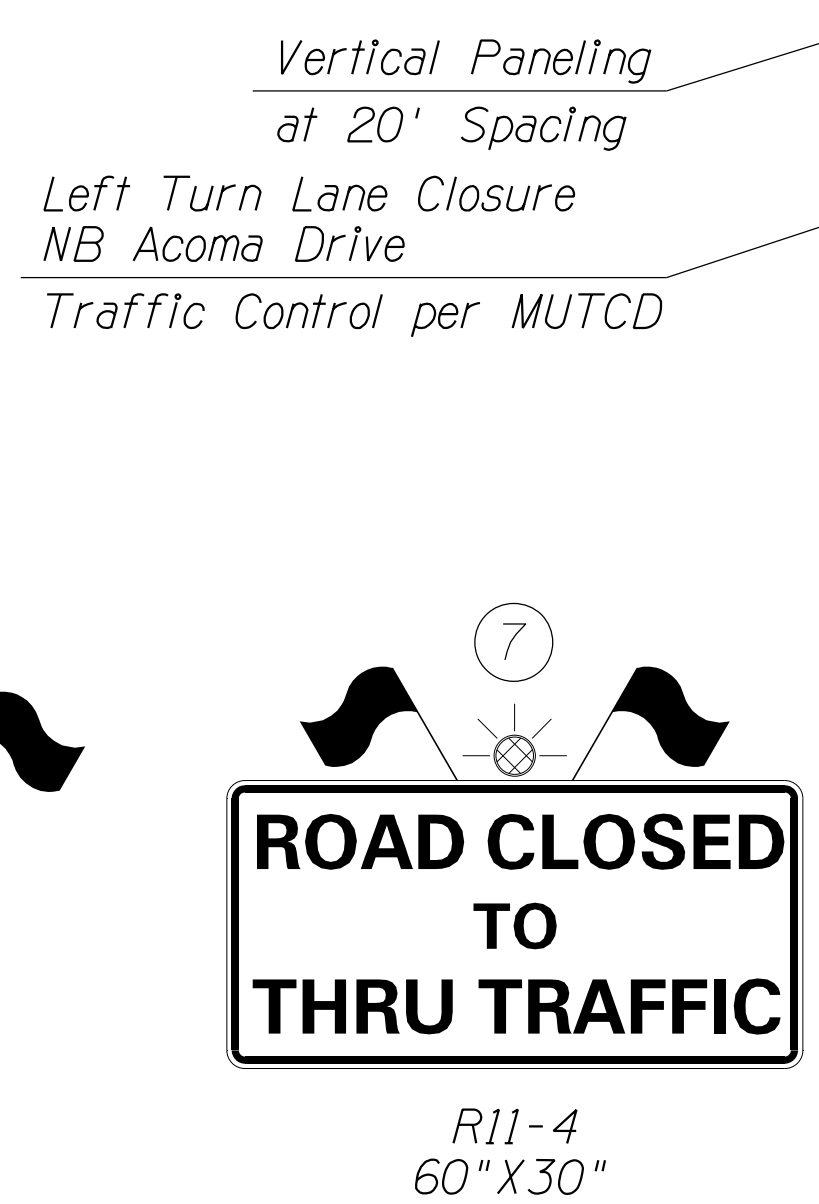 Vertical Paneling
at 20' Spacing
Left Turn Lane Closure
NB Acoma Drive
Traffic Control per MUTCD
7
ROAD CLOSED
TO
THRU TRAFFIC
R11-4
60"X30"